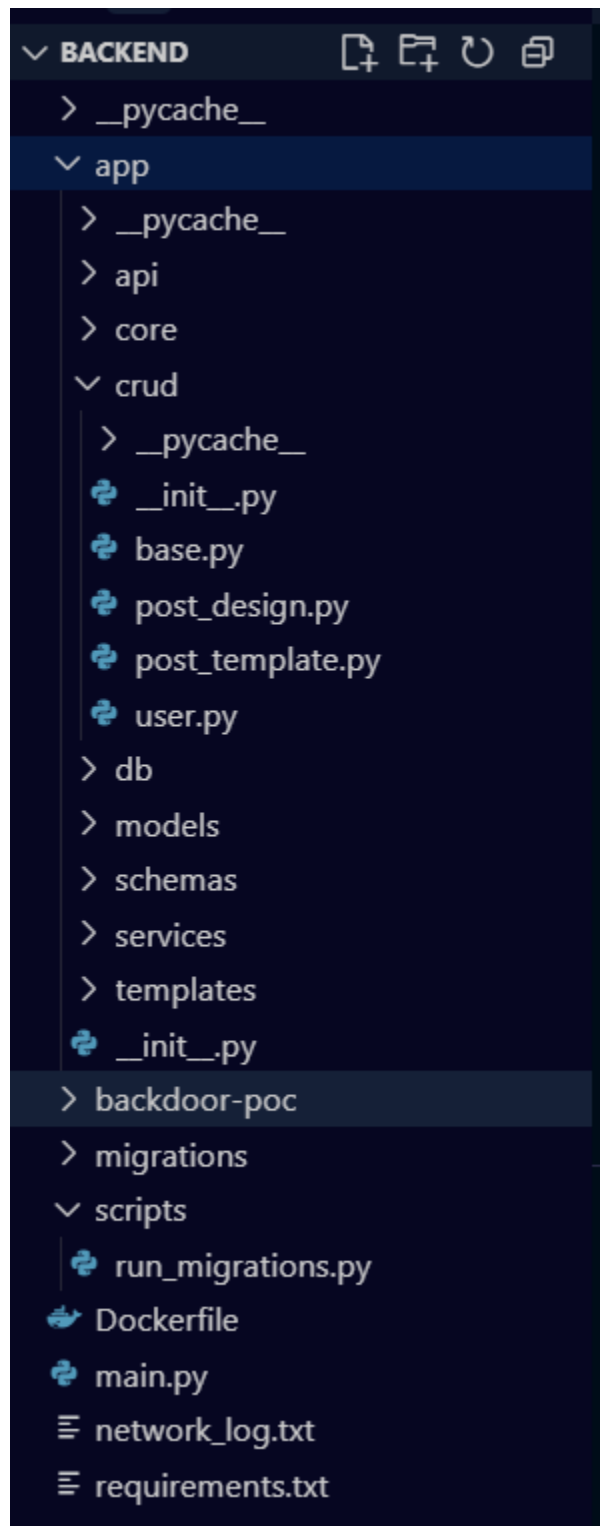 BACKEND
__pycache__
app
__pycache__
api
core
crud
__pycache__
__init__.py
base.py
post_design.py
post_template.py
user.py
db
models
schemas
services
templates
__init__.py
backdoor-poc
migrations
scripts
run_migrations.py
Dockerfile
main.py
network_log.txt
requirements.txt